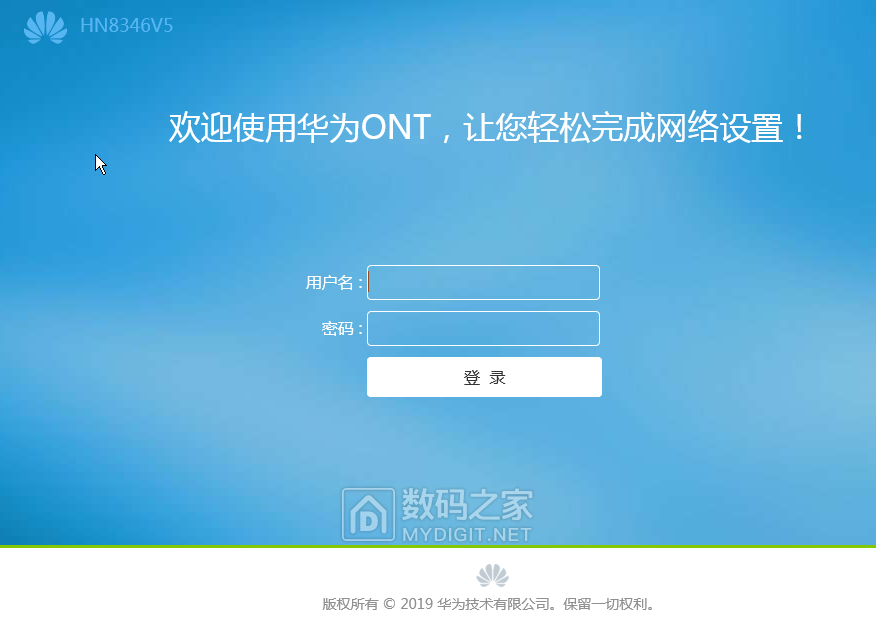 HN8346V5
欢迎使用华为ONT，让您轻松完成网络设置！
用户名：
密码：
登 录
数码之家
MYDIGIT.NET
版权所有 © 2019 华为技术有限公司。保留一切权利。